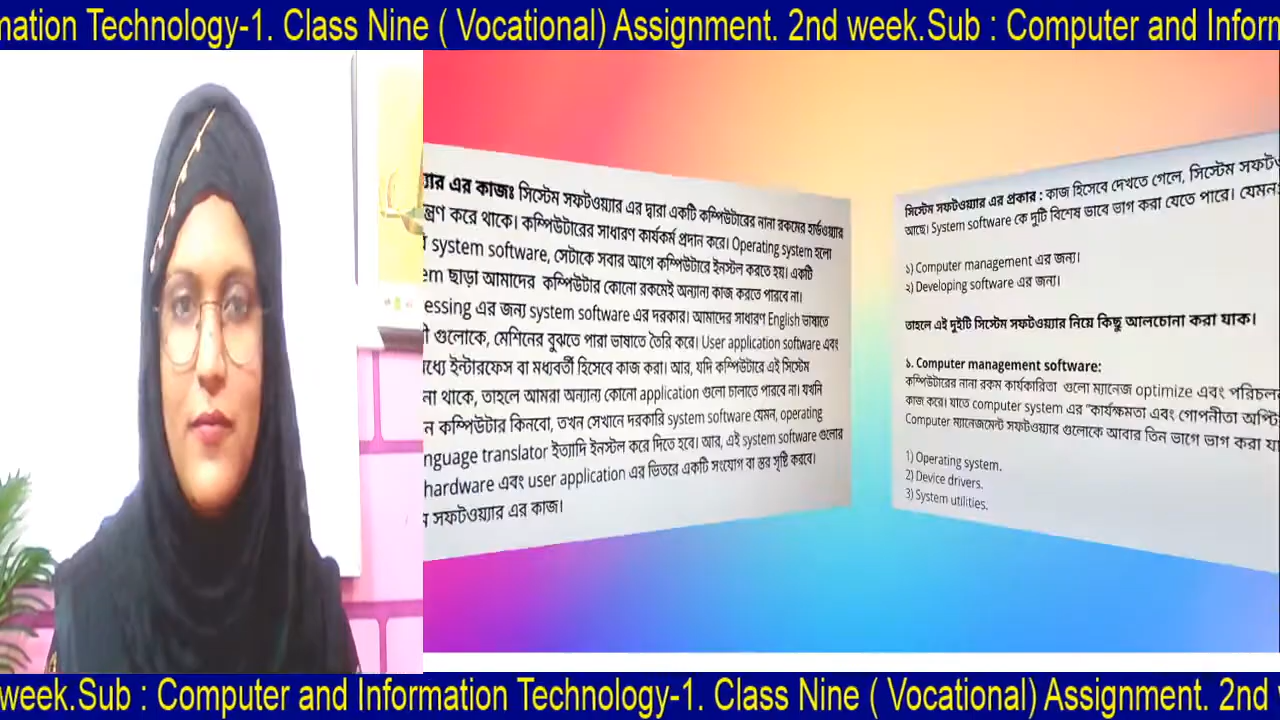 mation Technology-1. Class Nine ( Vocational) Assignment. 2nd week.Sub : Computer and Inform
য়ার এর কাজঃ সিস্টেম সফটওয়্যার এর দ্বারা একটি কম্পিউটারের নানা রকমের হার্ডওয়্যার
ন্ত্রণ করে থাকে। কম্পিউটারের সাধারণ কার্যকর্ম প্রদান করে। Operating system হলো
system software, সেটাকে সবার আগে কম্পিউটারে ইনস্টল করতে হয়। একটি
em ছাড়া আমাদের কম্পিউটার কোনো রকমেই অন্যান্য কাজ করতে পারবে না।
essing এর জন্য system software এর দরকার। আমাদের সাধারণ English ভাষাতে
গুলোকে, মেশিনের বুঝতে পারা ভাষাতে তৈরি করে। User application software এবং
মধ্যে ইন্টারফেস বা মধ্যবর্তী হিসেবে কাজ করা। আর, যদি কম্পিউটারে এই সিস্টেম
না থাকে, তাহলে আমরা অন্যান্য কোনো application গুলো চালাতে পারবে না। যখনি
ন কম্পিউটার কিনবো, তখন সেখানে দরকারি system software যেমন, operating
nguage translator ইত্যাদি ইনস্টল করে দিতে হবে। আর, এই system software গুলোর
hardware এবং user application এর ভিতরে একটি সংযোগ বা স্তর সৃষ্টি করবে।
সফটওয়্যার এর কাজ।
সিস্টেম সফটওয়্যার এর প্রকার : কাজ হিসেবে দেখতে গেলে, সিস্টেম সফটও
আছে। System software কে দুটি বিশেষ ভাবে ভাগ করা যেতে পারে। যেমন
১) Computer management এর জন্য।
২) Developing software এর জন্য।
তাহলে এই দুইটি সিস্টেম সফটওয়্যার নিয়ে কিছু আলচোনা করা যাক।
১. Computer management software:
কম্পিউটারের নানা রকম কার্যকারিতা গুলো ম্যানেজ optimize এবং পরিচল
কাজ করে। যাতে computer system এর "কার্যক্ষমতা এবং গোপনীতা অপ্টি
Computer ম্যানেজমেন্ট সফটওয়্যার গুলোকে আবার তিন ভাগে ভাগ করা যা
1) Operating system.
2) Device drivers.
3) System utilities.
week.Sub : Computer and Information Technology-1. Class Nine ( Vocational) Assignment. 2nd